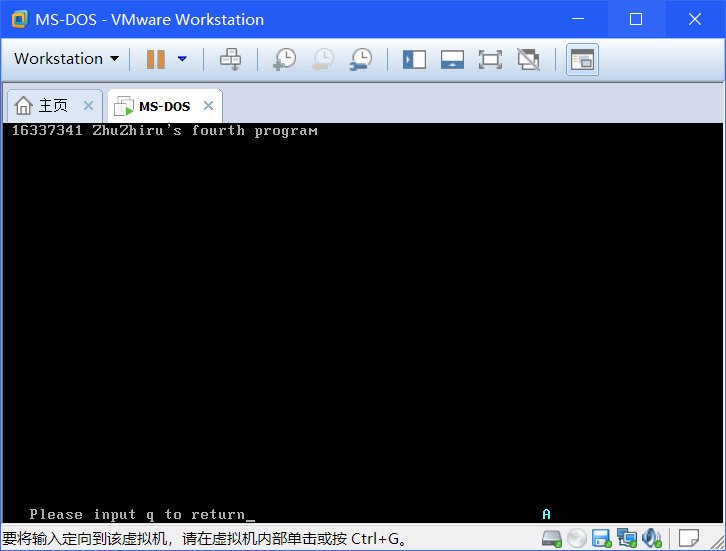 MS-DOS - VMware Workstation
Workstation
主页 MS-DOS
16337341 ZhuZhiru's fourth program
Please input q to return_ A
要将输入定向到该虚拟机，请在虚拟机内部单击或按 Ctrl+G。